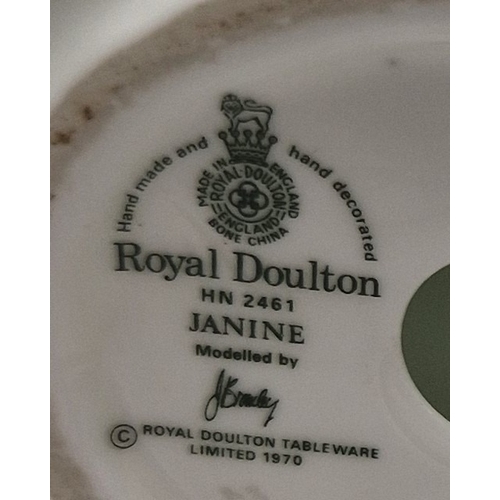 Hand made and hand decorated
MADE IN ENGLAND
ROYAL·DOULTON
ENGLAND
BONE CHINA
Royal Doulton
HN 2461
JANINE
Modelled by
© ROYAL DOULTON TABLEWARE
LIMITED 1970